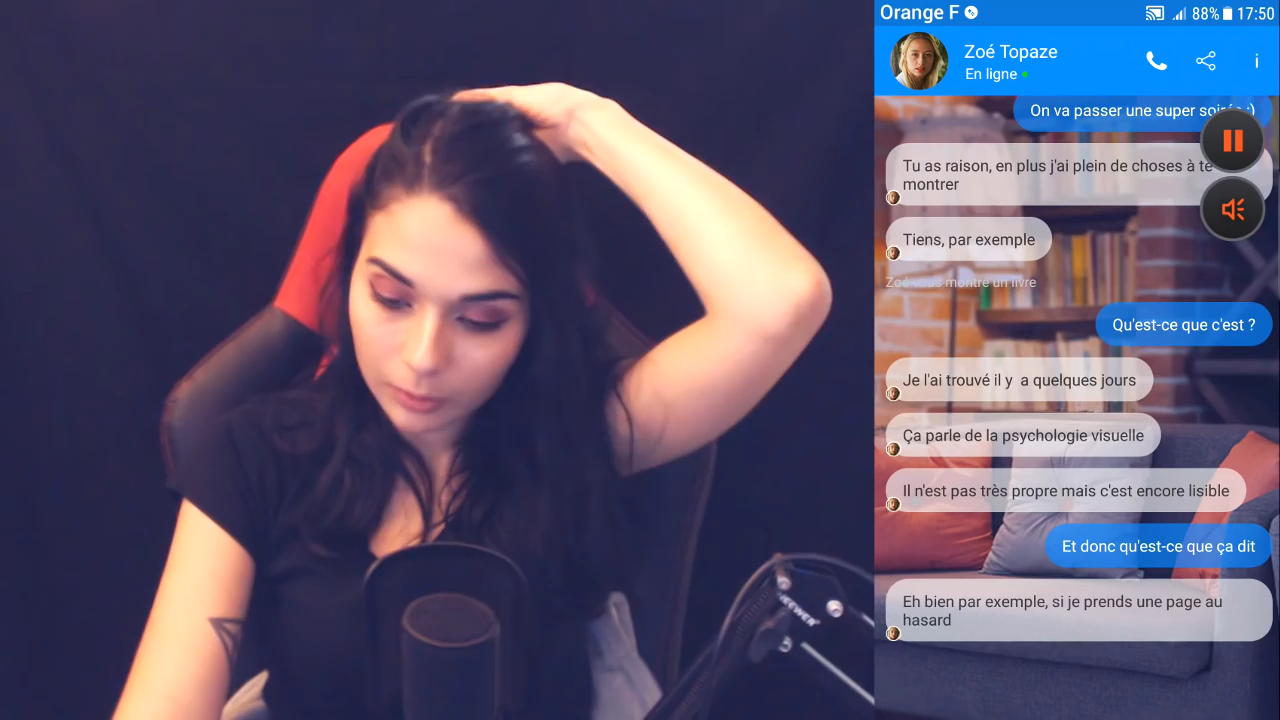 Orange F
88% 17:50
Zoé Topaze
En ligne
On va passer une super soirée :)
Tu as raison, en plus j'ai plein de choses à te
montrer
Tiens, par exemple
Zoé vous montre un livre
Qu'est-ce que c'est ?
Je l'ai trouvé il y a quelques jours
Ça parle de la psychologie visuelle
Il n'est pas très propre mais c'est encore lisible
Et donc qu'est-ce que ça dit
Eh bien par exemple, si je prends une page au
hasard
NEEWER